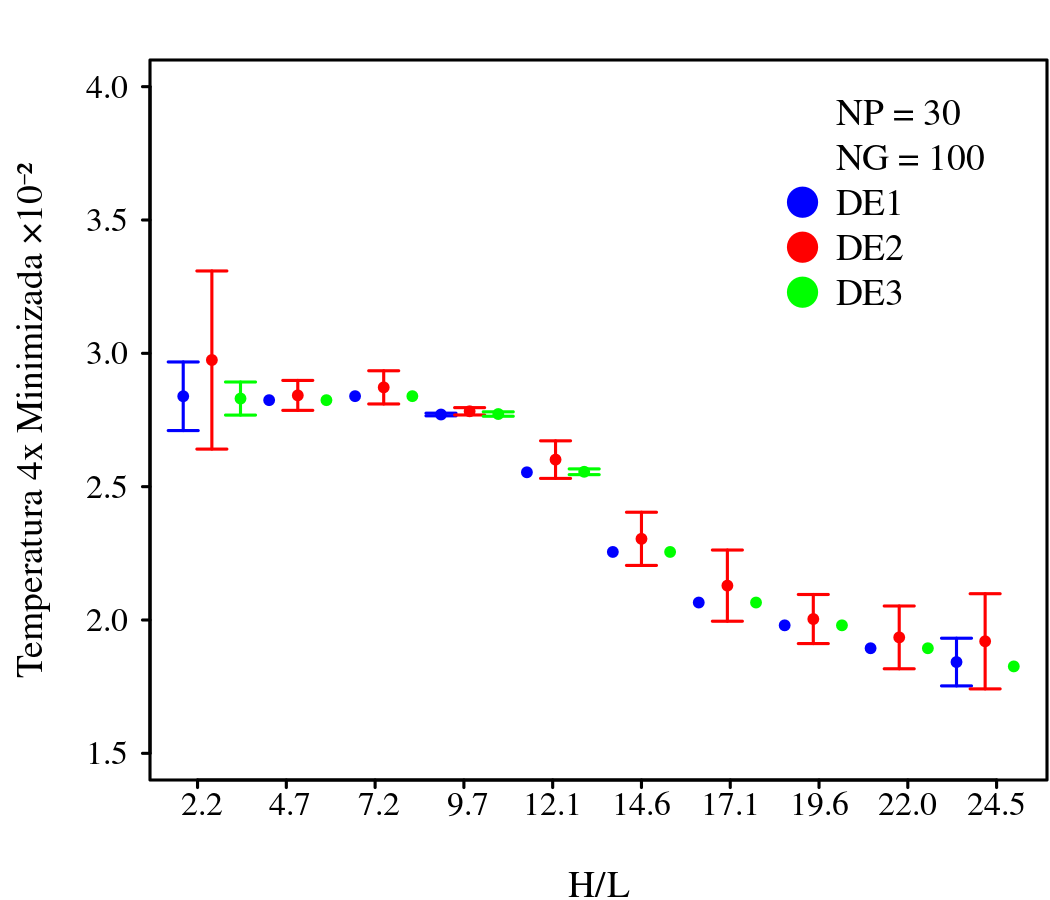 4.0
3.5
3.0
2.5
2.0
1.5
Temperatura 4x Minimizada ×10⁻²
NP = 30
NG = 100
DE1
DE2
DE3
2.2 4.7 7.2 9.7 12.1 14.6 17.1 19.6 22.0 24.5
H/L